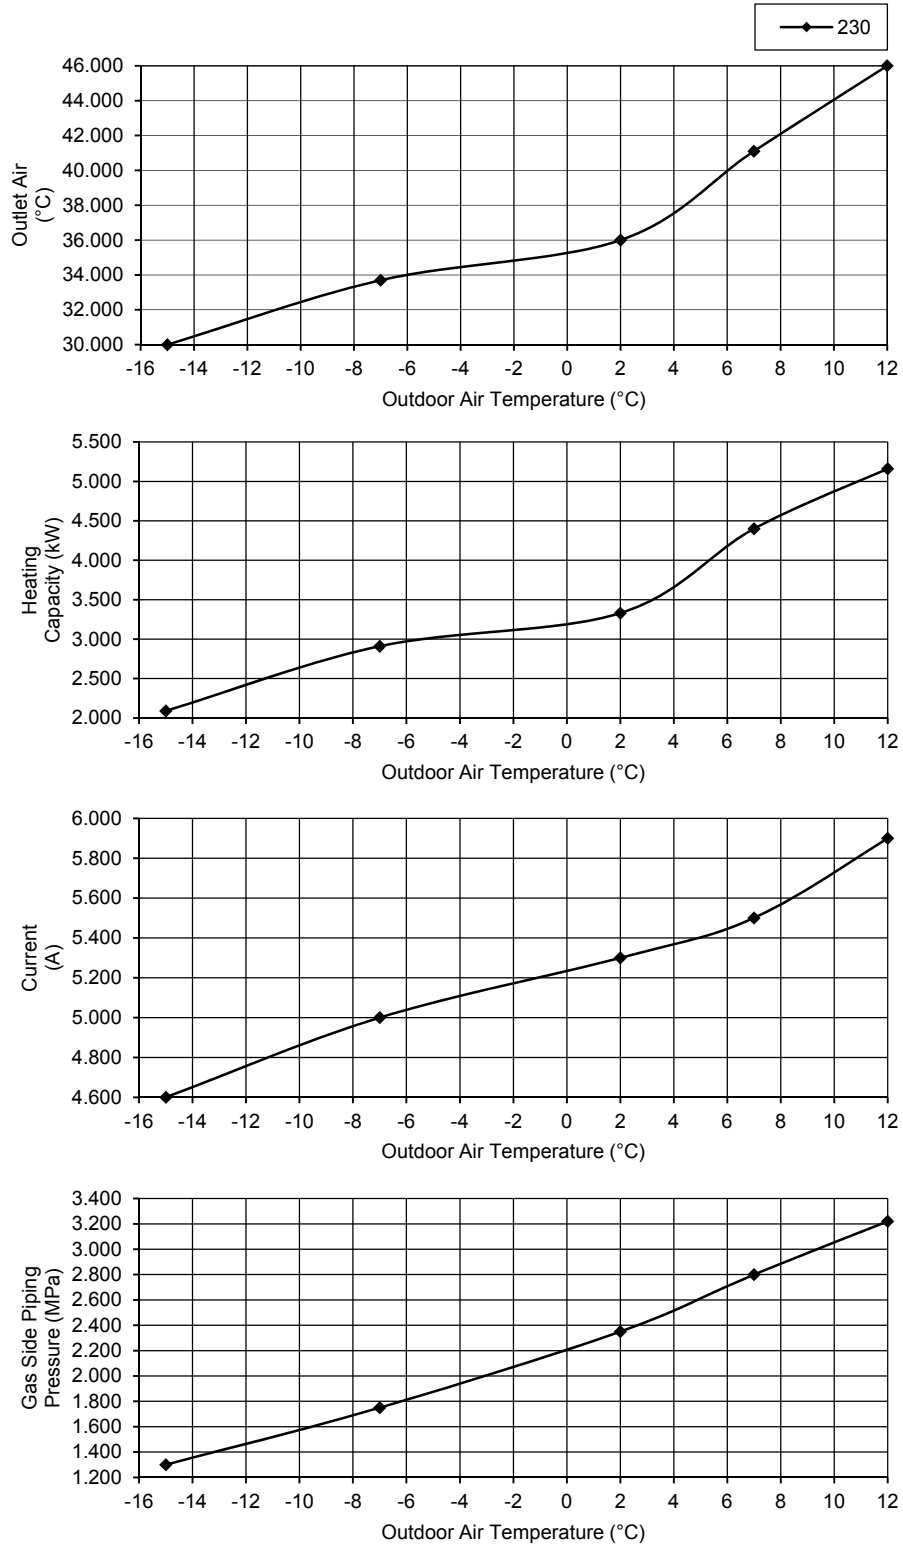 230
46.000
44.000
42.000
40.000
38.000
36.000
34.000
32.000
30.000
Outlet Air
(°C)
-16 -14 -12 -10 -8 -6 -4 -2 0 2 4 6 8 10 12
Outdoor Air Temperature (°C)
5.500
5.000
4.500
4.000
3.500
3.000
2.500
2.000
Heating
Capacity (kW)
-16 -14 -12 -10 -8 -6 -4 -2 0 2 4 6 8 10 12
Outdoor Air Temperature (°C)
6.000
5.800
5.600
5.400
5.200
5.000
4.800
4.600
Current
(A)
-16 -14 -12 -10 -8 -6 -4 -2 0 2 4 6 8 10 12
Outdoor Air Temperature (°C)
3.400
3.200
3.000
2.800
2.600
2.400
2.200
2.000
1.800
1.600
1.400
1.200
Gas Side Piping
Pressure (MPa)
-16 -14 -12 -10 -8 -6 -4 -2 0 2 4 6 8 10 12
Outdoor Air Temperature (°C)